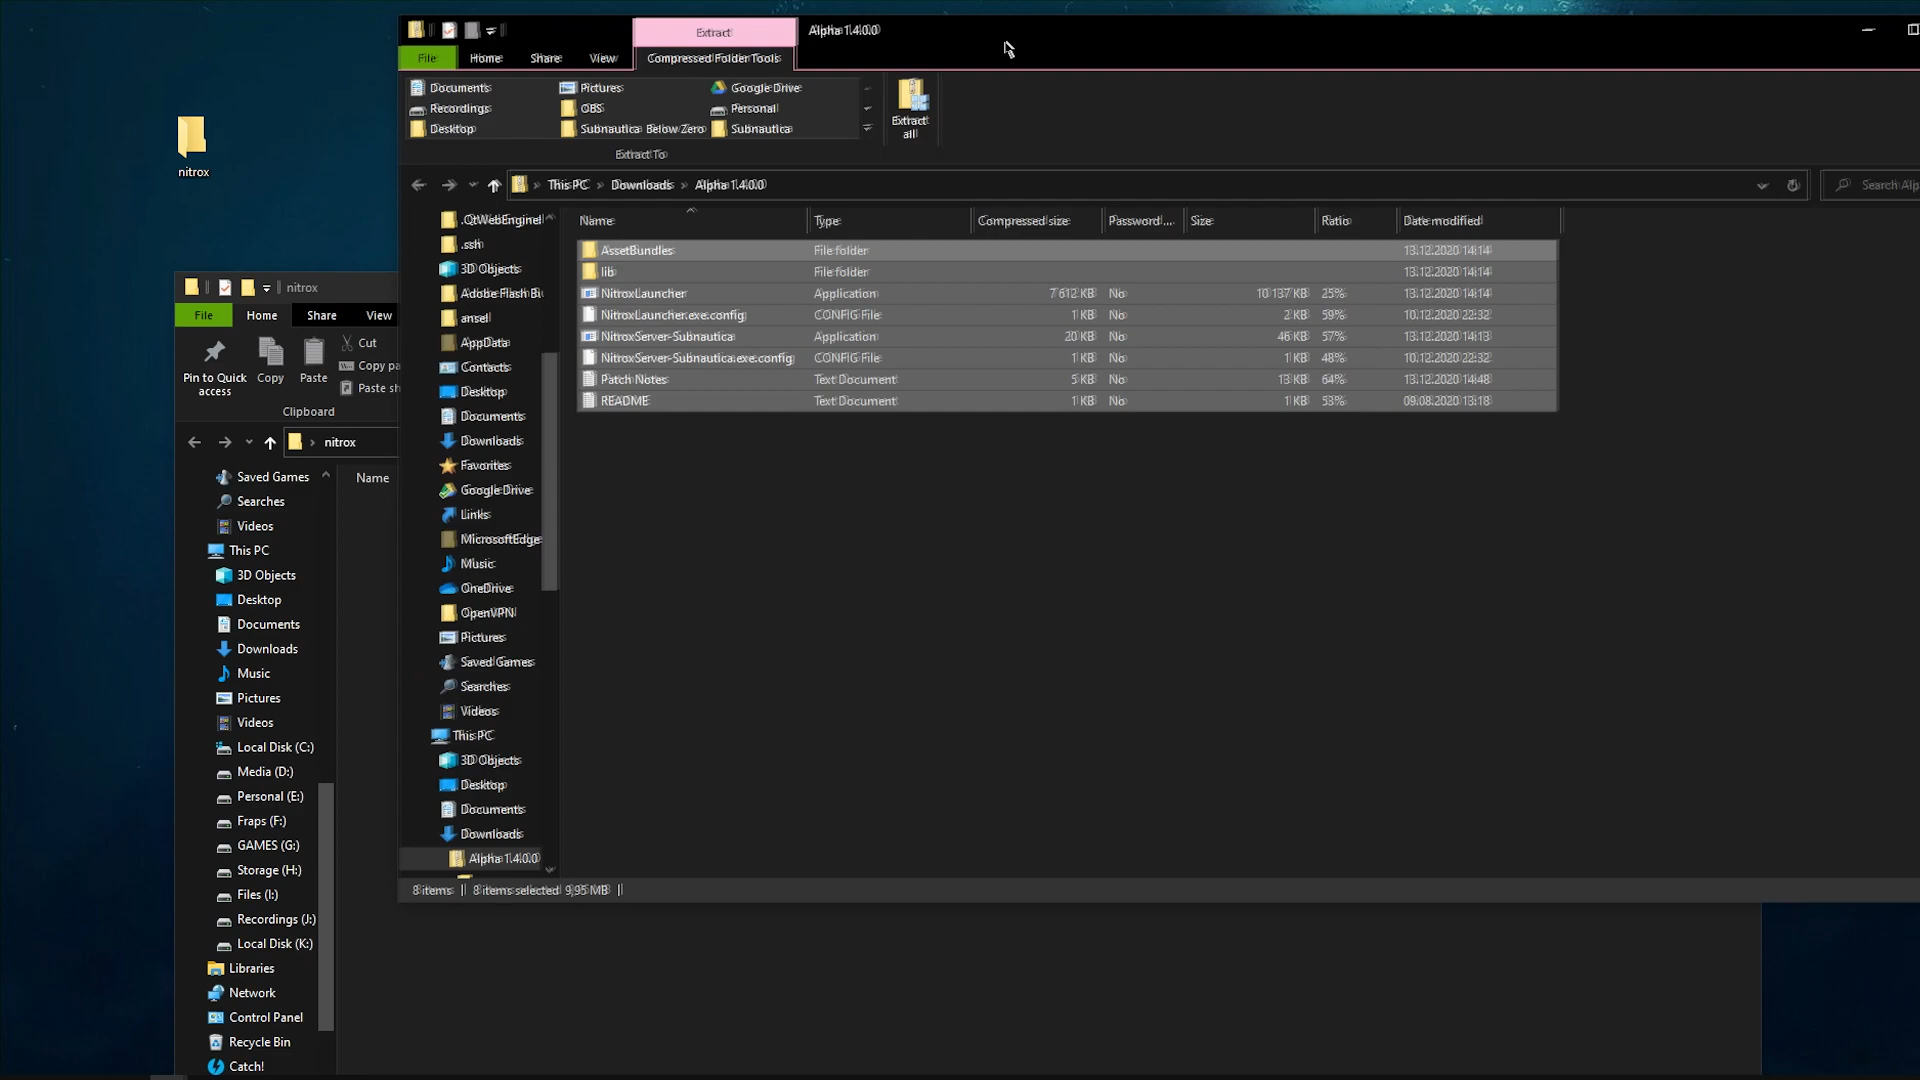 nitrox
Extract
Alpha 1.4.0.0
File
Home
Share
View
Compressed Folder Tools
Documents
Pictures
Google Drive
Recordings
OBS
Personal
Desktop
Subnautica Below Zero
Subnautica
Extract all
Extract To
This PC > Downloads > Alpha 1.4.0.0
Search Alp
Name
Type
Compressed size
Password ...
Size
Ratio
Date modified
AssetBundles File folder 13.12.2020 14:14
lib File folder 13.12.2020 14:14
NitroxLauncher Application 7 612 KB No 10 137 KB 25% 13.12.2020 14:14
NitroxLauncher.exe.config CONFIG File 1 KB No 2 KB 59% 10.12.2020 22:32
NitroxServer-Subnautica Application 20 KB No 46 KB 57% 13.12.2020 14:14
NitroxServer-Subnautica.exe.config CONFIG File 1 KB No 1 KB 48% 10.12.2020 22:32
Patch Notes Text Document 5 KB No 13 KB 64% 13.12.2020 14:48
README Text Document 1 KB No 1 KB 53% 09.08.2020 13:18
.QtWebEngineP
.ssh
3D Objects
Adobe Flash Bu
ansel
AppData
Contacts
Desktop
Documents
Downloads
Favorites
Google Drive
Links
MicrosoftEdge
Music
OneDrive
OpenVPN
Pictures
Saved Games
Searches
Videos
This PC
3D Objects
Desktop
Documents
Downloads
Alpha 1.4.0.0
8 items
8 items selected 9,95 MB
nitrox
File
Home
Share
View
Pin to Quick access
Copy
Paste
Cut
Copy pa
Paste sh
Clipboard
nitrox
Name
Saved Games
Searches
Videos
This PC
3D Objects
Desktop
Documents
Downloads
Music
Pictures
Videos
Local Disk (C:)
Media (D:)
Personal (E:)
Fraps (F:)
GAMES (G:)
Storage (H:)
Files (I:)
Recordings (J:)
Local Disk (K:)
Libraries
Network
Control Panel
Recycle Bin
Catch!